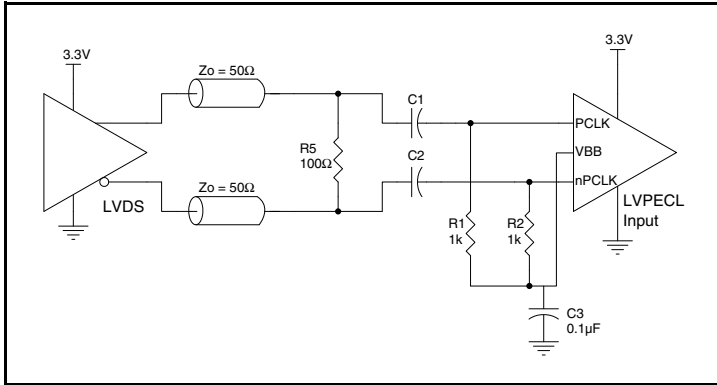 3.3V
Zo = 50Ω
LVDS
Zo = 50Ω
R5
100Ω
C1
C2
R1
1k
R2
1k
C3
0.1µF
3.3V
PCLK
VBB
nPCLK
LVPECL
Input